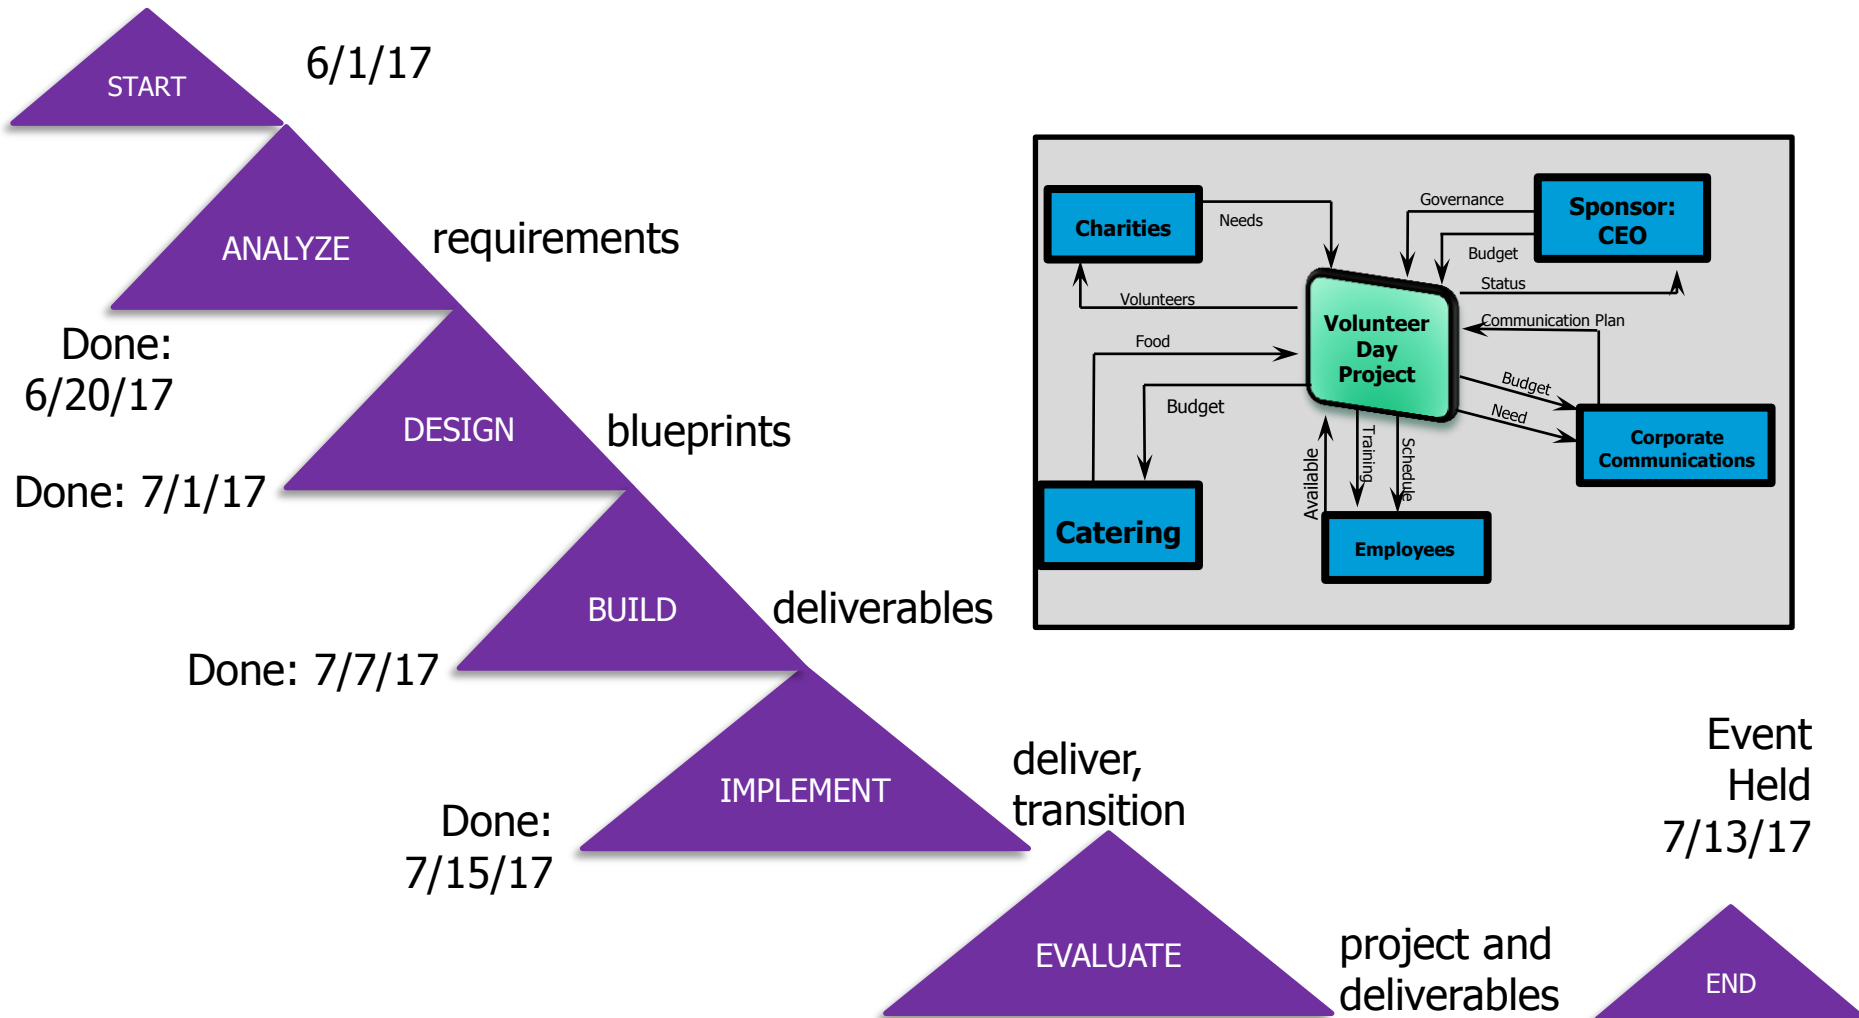 START
6/1/17
ANALYZE
requirements
Done:
6/20/17
DESIGN
blueprints
Done: 7/1/17
BUILD
deliverables
Done: 7/7/17
IMPLEMENT
deliver,
transition
Done:
7/15/17
EVALUATE
project and
deliverables
Event
Held
7/13/17
END
Charities
Needs
Governance
Sponsor:
CEO
Budget
Status
Volunteers
Volunteer
Day
Project
Communication Plan
Food
Budget
Budget
Need
Corporate
Communications
Catering
Available
Training
Schedule
Employees